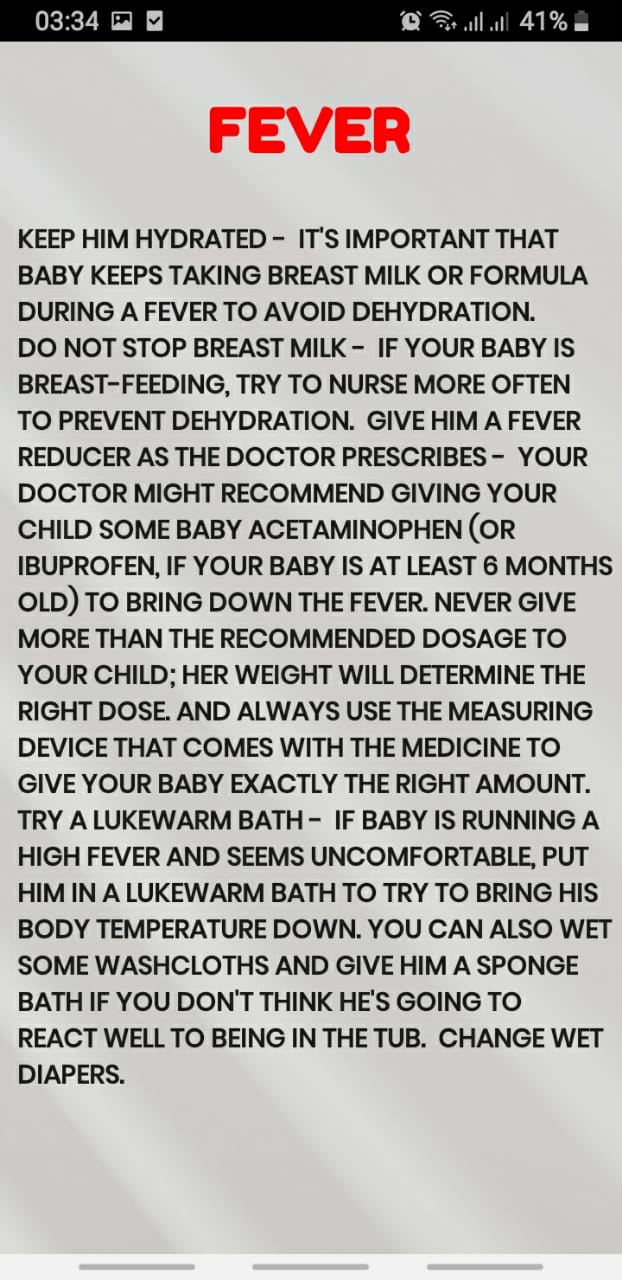 03:34
41%
FEVER
KEEP HIM HYDRATED - IT'S IMPORTANT THAT
BABY KEEPS TAKING BREAST MILK OR FORMULA
DURING A FEVER TO AVOID DEHYDRATION.
DO NOT STOP BREAST MILK - IF YOUR BABY IS
BREAST-FEEDING, TRY TO NURSE MORE OFTEN
TO PREVENT DEHYDRATION. GIVE HIM A FEVER
REDUCER AS THE DOCTOR PRESCRIBES - YOUR
DOCTOR MIGHT RECOMMEND GIVING YOUR
CHILD SOME BABY ACETAMINOPHEN (OR
IBUPROFEN, IF YOUR BABY IS AT LEAST 6 MONTHS
OLD) TO BRING DOWN THE FEVER. NEVER GIVE
MORE THAN THE RECOMMENDED DOSAGE TO
YOUR CHILD; HER WEIGHT WILL DETERMINE THE
RIGHT DOSE. AND ALWAYS USE THE MEASURING
DEVICE THAT COMES WITH THE MEDICINE TO
GIVE YOUR BABY EXACTLY THE RIGHT AMOUNT.
TRY A LUKEWARM BATH - IF BABY IS RUNNING A
HIGH FEVER AND SEEMS UNCOMFORTABLE, PUT
HIM IN A LUKEWARM BATH TO TRY TO BRING HIS
BODY TEMPERATURE DOWN. YOU CAN ALSO WET
SOME WASHCLOTHS AND GIVE HIM A SPONGE
BATH IF YOU DON'T THINK HE'S GOING TO
REACT WELL TO BEING IN THE TUB. CHANGE WET
DIAPERS.